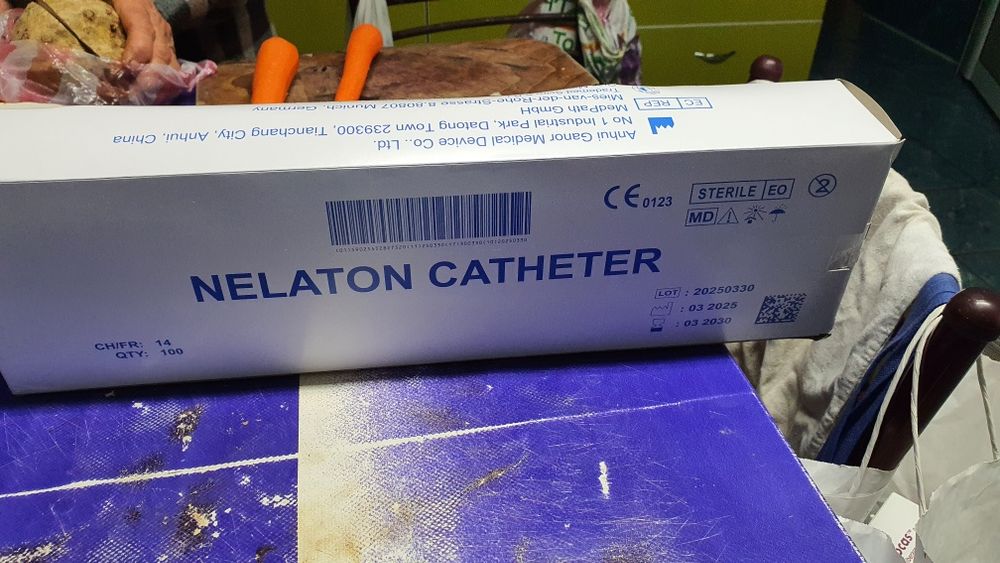 Anhui Ganor Medical Device Co., Ltd.
No 1 Industrial Park, Datong Town 239300, Tianchang City, Anhui, China
EC REP
MedPath GmbH
Mies-van-der-Rohe-Strasse 8,80807 Munich, Germany
CE 0123
STERILE EO
MD
NELATON CATHETER
LOT : 20250330
: 03 2025
: 03 2030
CH/FR: 14
QTY: 100